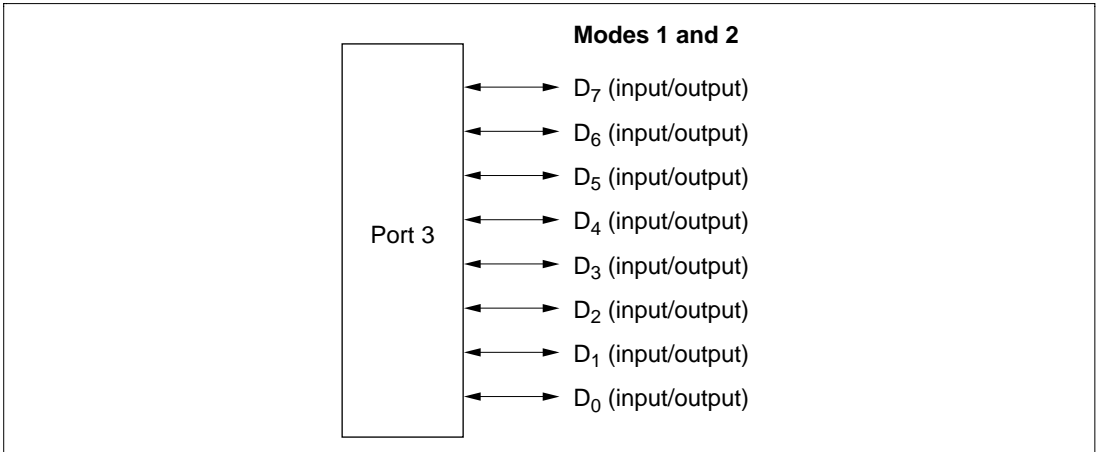 Modes 1 and 2
D₇ (input/output)
D₆ (input/output)
D₅ (input/output)
D₄ (input/output)
Port 3
D₃ (input/output)
D₂ (input/output)
D₁ (input/output)
D₀ (input/output)